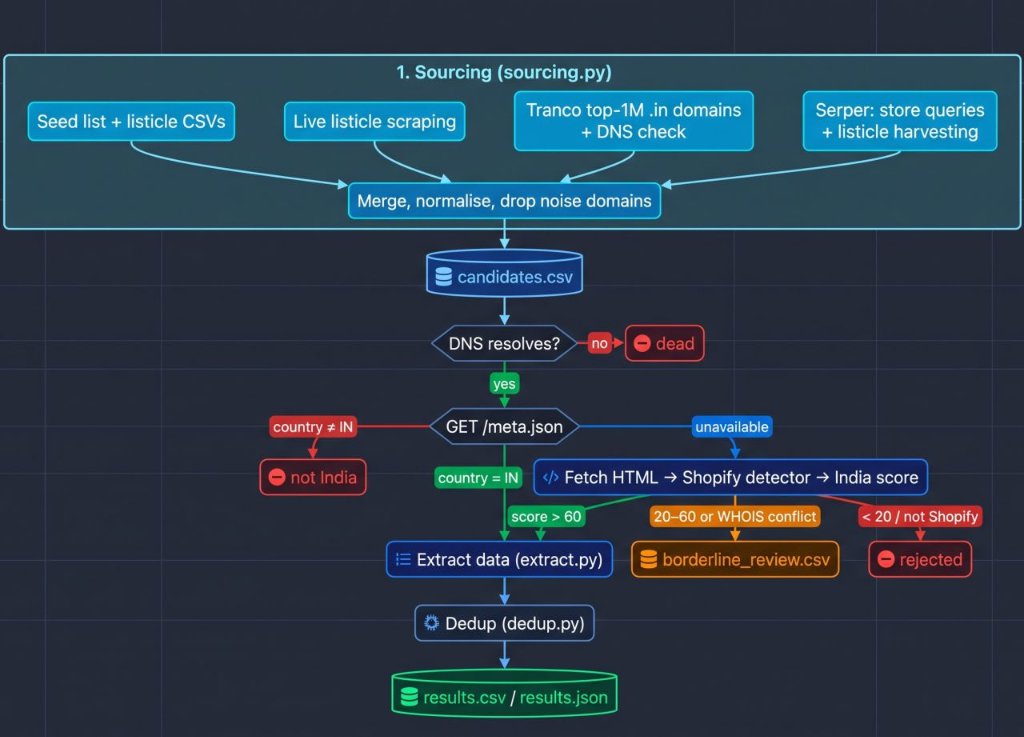 1. Sourcing (sourcing.py)
Seed list + listicle CSVs
Live listicle scraping
Tranco top-1M .in domains
+ DNS check
Serper: store queries
+ listicle harvesting
Merge, normalise, drop noise domains
candidates.csv
DNS resolves?
no
dead
yes
country ≠ IN
GET /meta.json
unavailable
not India
country = IN
</> Fetch HTML → Shopify detector → India score
score > 60
20–60 or WHOIS conflict
< 20 / not Shopify
Extract data (extract.py)
borderline_review.csv
rejected
Dedup (dedup.py)
results.csv / results.json